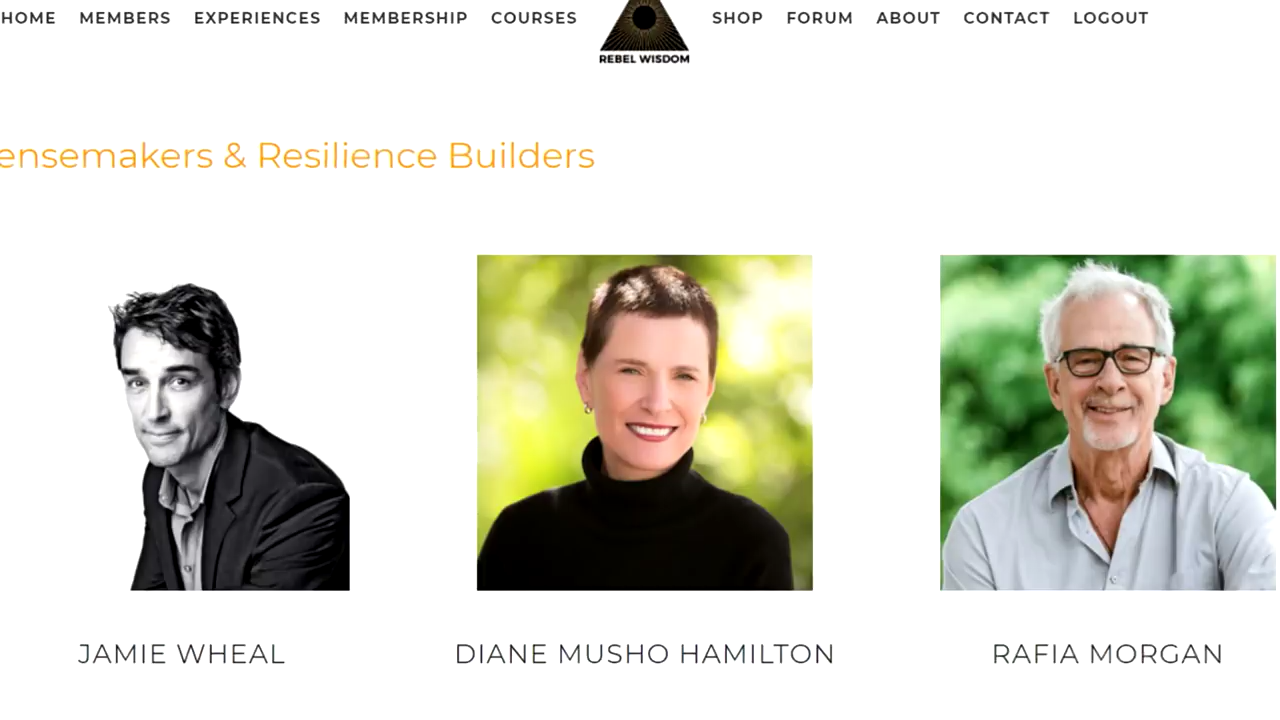 HOME MEMBERS EXPERIENCES MEMBERSHIP COURSES SHOP FORUM ABOUT CONTACT LOGOUT
REBEL WISDOM
ensemakers & Resilience Builders
JAMIE WHEAL DIANE MUSHO HAMILTON RAFIA MORGAN